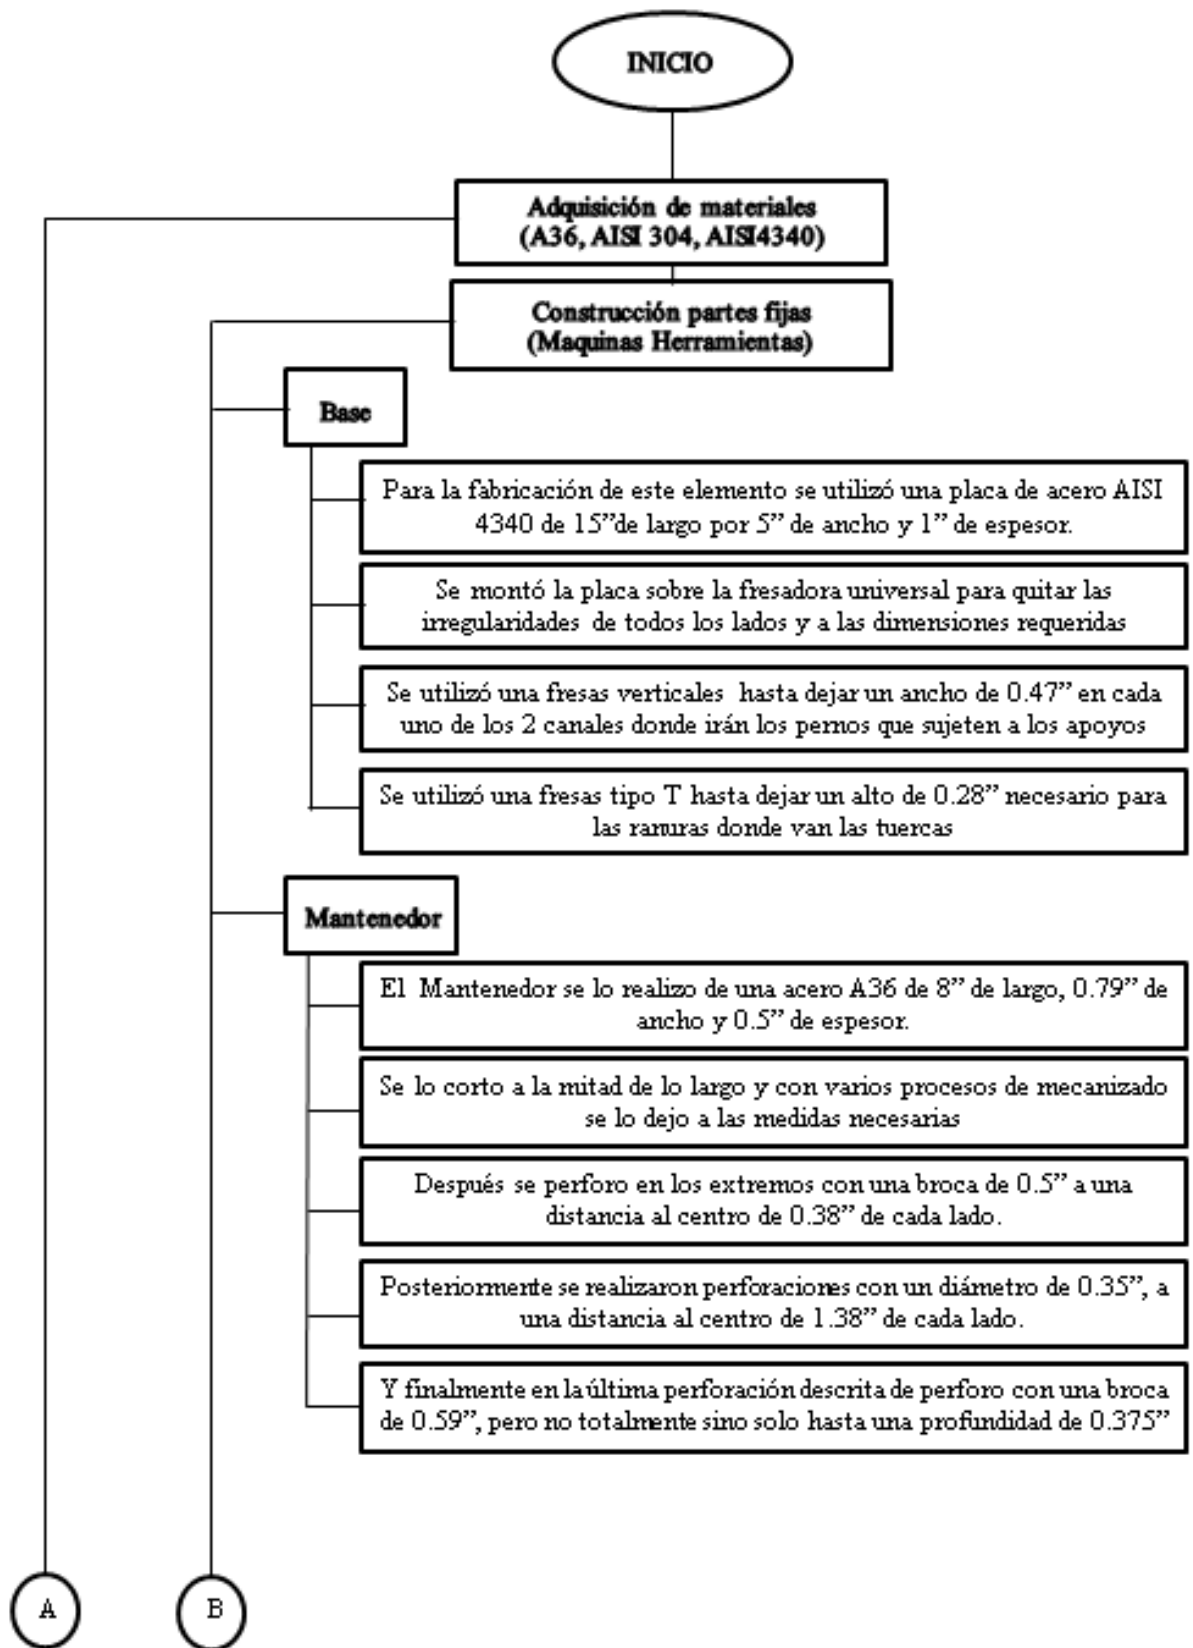 INICIO
Adquisición de materiales
(A36, AISI 304, AISI4340)
Construcción partes fijas
(Maquinas Herramientas)
Base
Para la fabricación de este elemento se utilizó una placa de acero AISI
4340 de 15”de largo por 5” de ancho y 1” de espesor.
Se montó la placa sobre la fresadora universal para quitar las
irregularidades de todos los lados y a las dimensiones requeridas
Se utilizó una fresas verticales hasta dejar un ancho de 0.47” en cada
uno de los 2 canales donde irán los pernos que sujeten a los apoyos
Se utilizó una fresas tipo T hasta dejar un alto de 0.28” necesario para
las ranuras donde van las tuercas
Mantenedor
El Mantenedor se lo realizo de una acero A36 de 8” de largo, 0.79” de
ancho y 0.5” de espesor.
Se lo corto a la mitad de lo largo y con varios procesos de mecanizado
se lo dejo a las medidas necesarias
Después se perforo en los extremos con una broca de 0.5” a una
distancia al centro de 0.38” de cada lado.
Posteriormente se realizaron perforaciones con un diámetro de 0.35”, a
una distancia al centro de 1.38” de cada lado.
Y finalmente en la última perforación descrita de perforo con una broca
de 0.59”, pero no totalmente sino solo hasta una profundidad de 0.375”
A
B